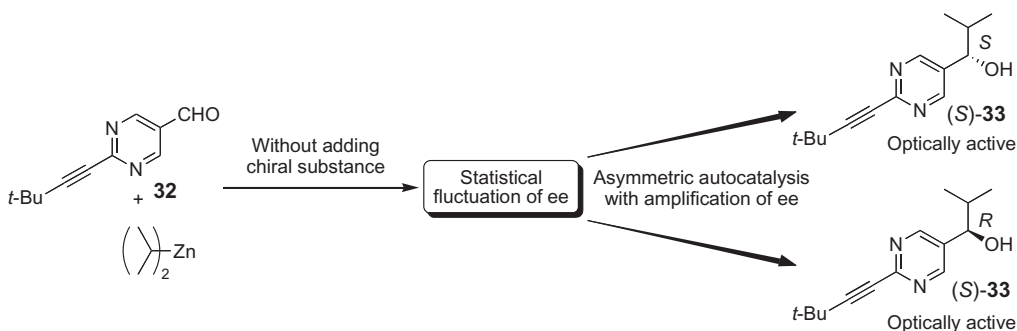 N
N
CHO
t-Bu
+ 32
( )2 Zn
Without adding
chiral substance
Statistical
fluctuation of ee
Asymmetric autocatalysis
with amplification of ee
S
N
OH
N
(S)-33
t-Bu
Optically active
R
N
OH
N
(S)-33
t-Bu
Optically active